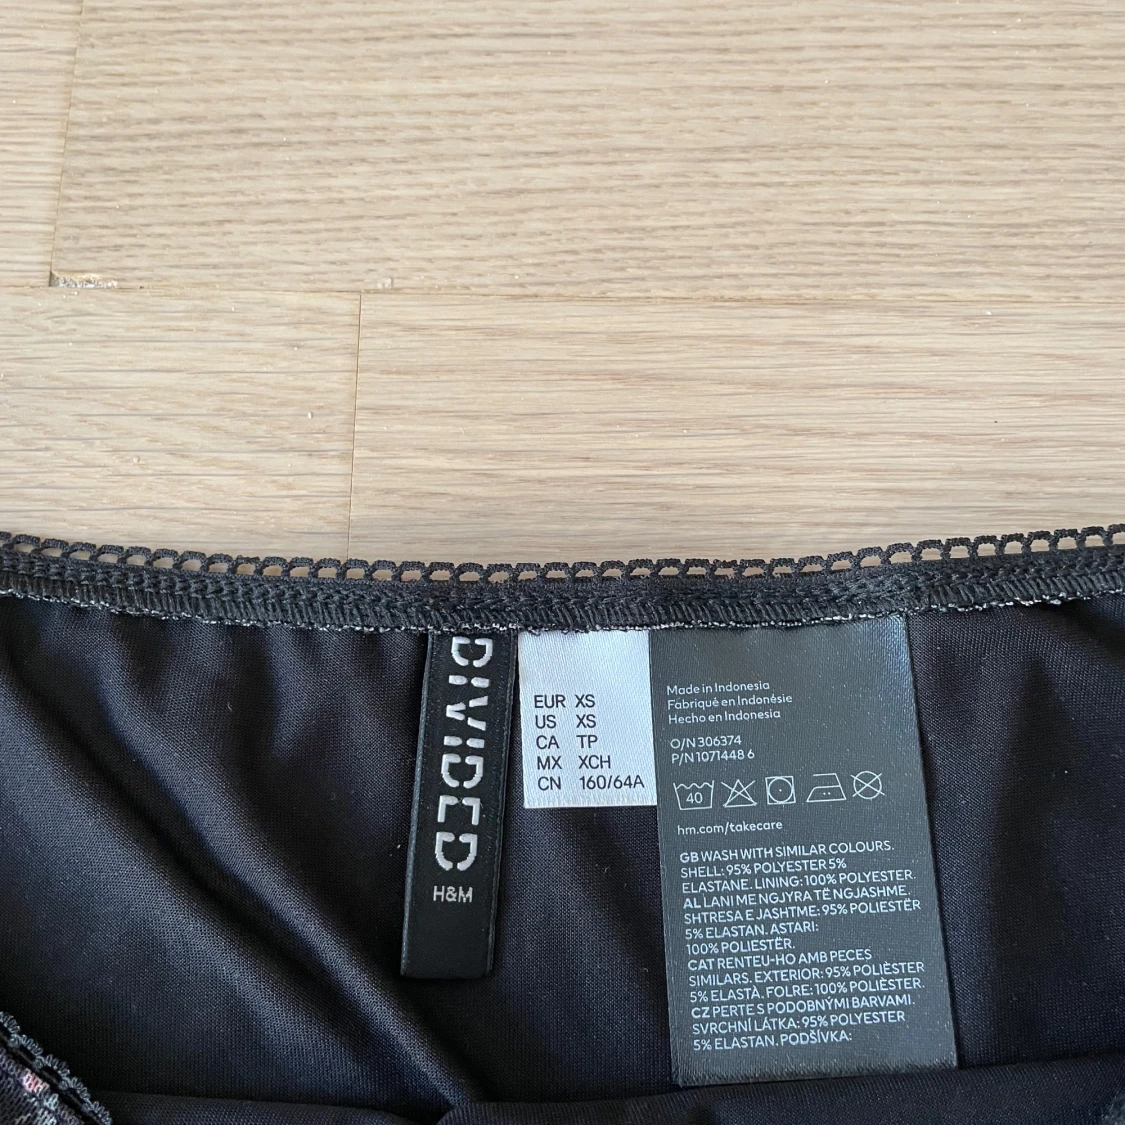 DIVIDED
H&M
EUR XS
US XS
CA TP
MX XCH
CN 160/64A
Made in Indonesia
Fabriqué en Indonésie
Hecho en Indonesia
O/N 306374
P/N 1071448 6
40
hm.com/takecare
GB WASH WITH SIMILAR COLOURS.
SHELL: 95% POLYESTER 5%
ELASTANE. LINING: 100% POLYESTER.
AL LANI ME NGJYRA TË NGJASHME.
SHTRESA E JASHTME: 95% POLIESTËR
5% ELASTAN. ASTARI:
100% POLIESTËR.
CAT RENTEU-HO AMB PECES
SIMILARS. EXTERIOR: 95% POLIÈSTER
5% ELASTÀ. FOLRE: 100% POLIÈSTER.
CZ PERTE S PODOBNÝMI BARVAMI.
SVRCHNÍ LÁTKA: 95% POLYESTER
5% ELASTAN. PODŠÍVKA: